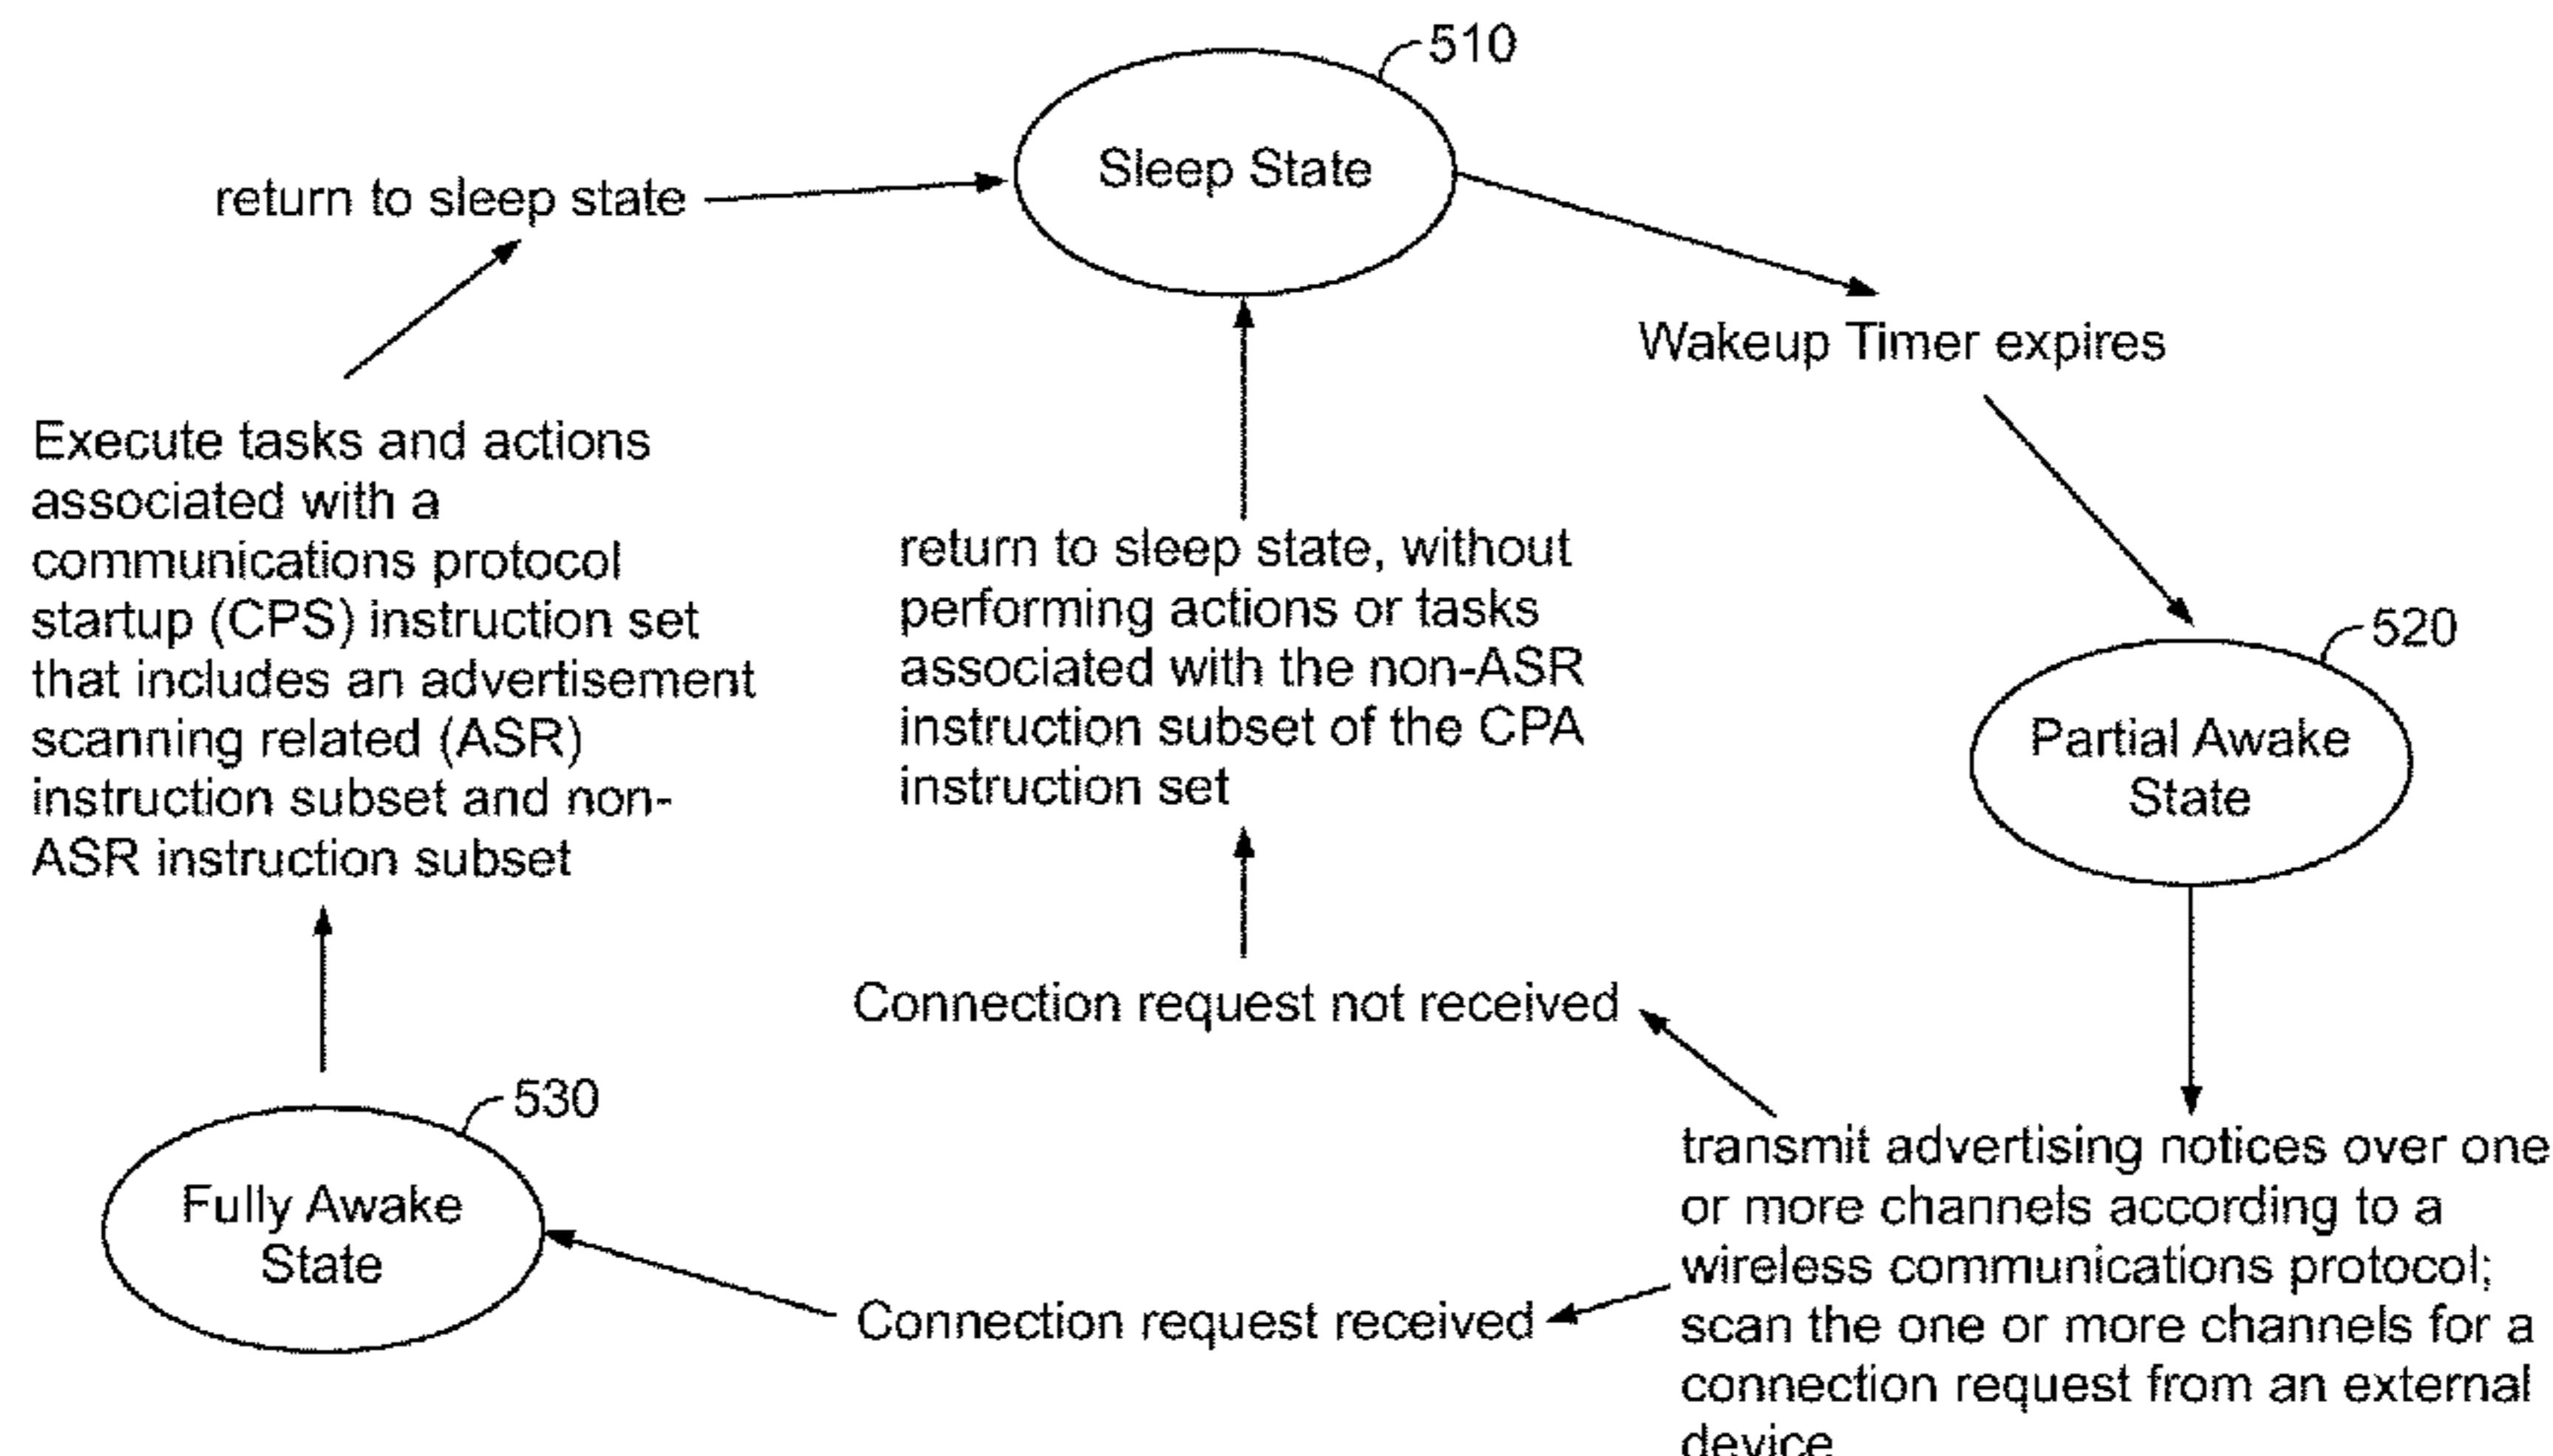 510
Sleep State
return to sleep state
Wakeup Timer expires
Execute tasks and actions
associated with a
communications protocol
startup (CPS) instruction set
that includes an advertisement
scanning related (ASR)
instruction subset and non-
ASR instruction subset
return to sleep state, without
performing actions or tasks
associated with the non-ASR
instruction subset of the CPA
instruction set
520
Partial Awake
State
Connection request not received
530
Fully Awake
State
transmit advertising notices over one
or more channels according to a
wireless communications protocol;
scan the one or more channels for a
connection request from an external
device
Connection request received